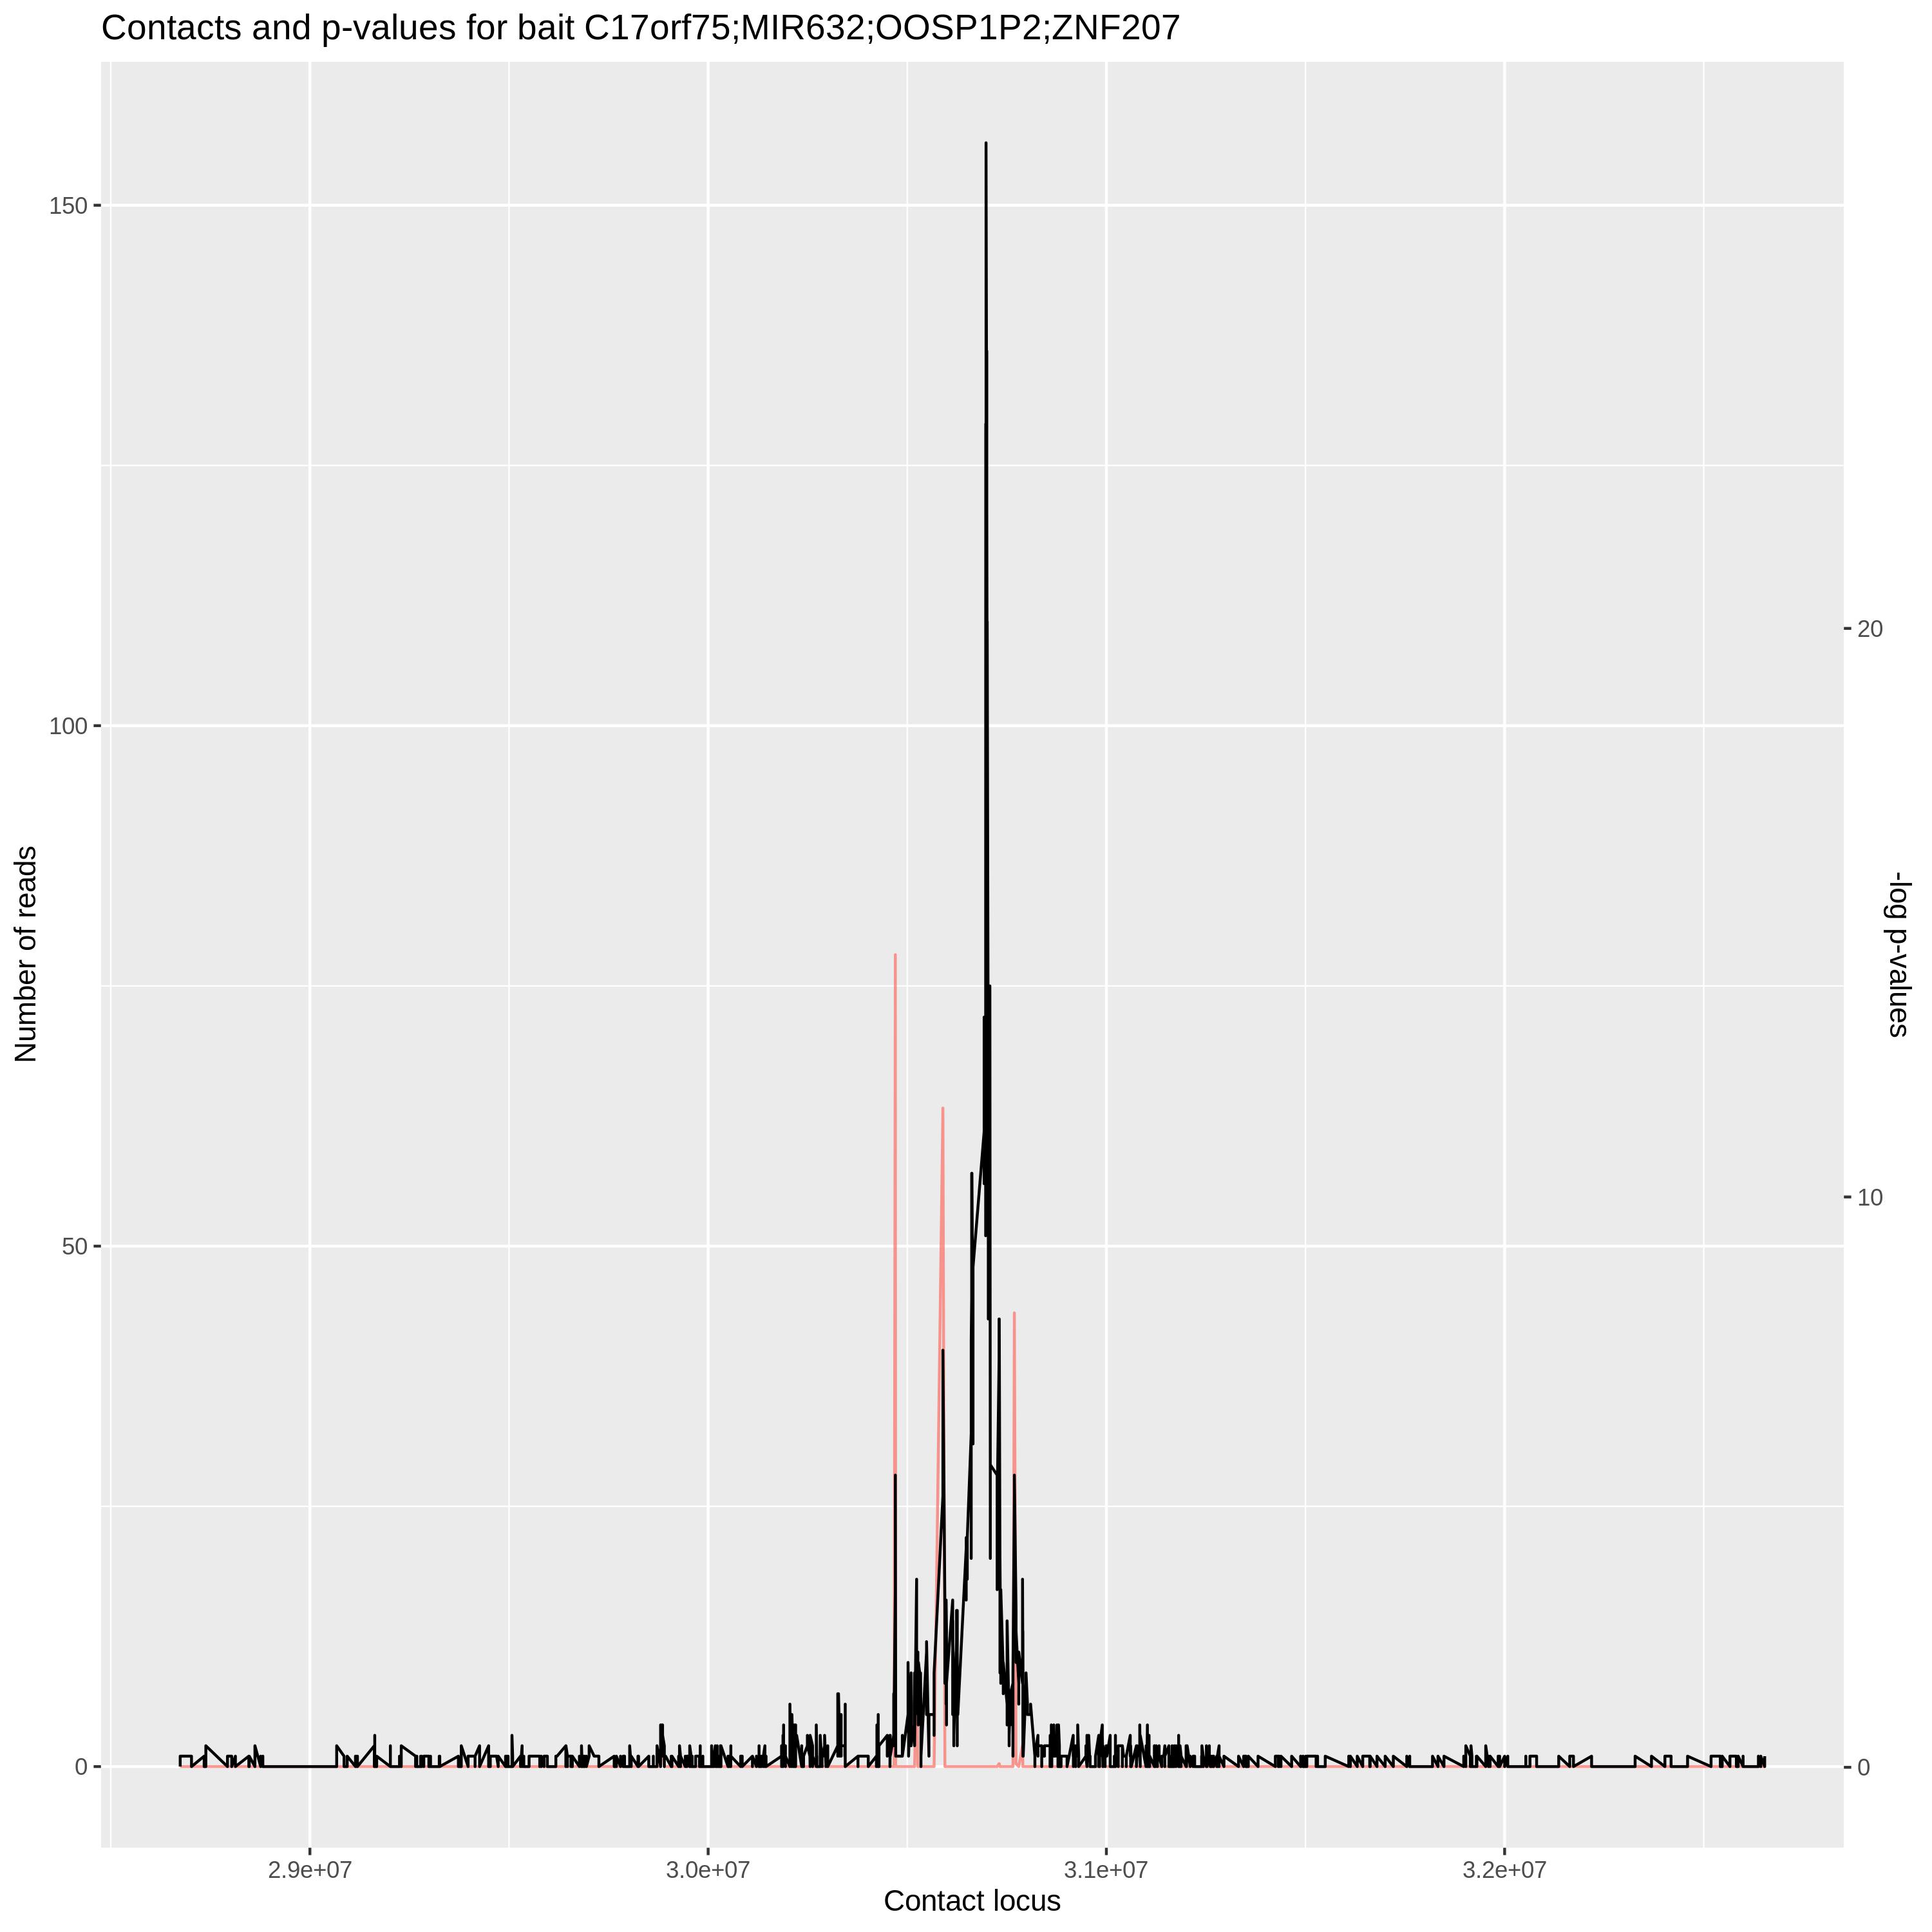 Contacts and p-values for bait C17orf75;MIR632;OOSP1P2;ZNF207
150
100
50
0
Number of reads
20
10
0
-log p-values
2.9e+07 3.0e+07 3.1e+07 3.2e+07
Contact locus